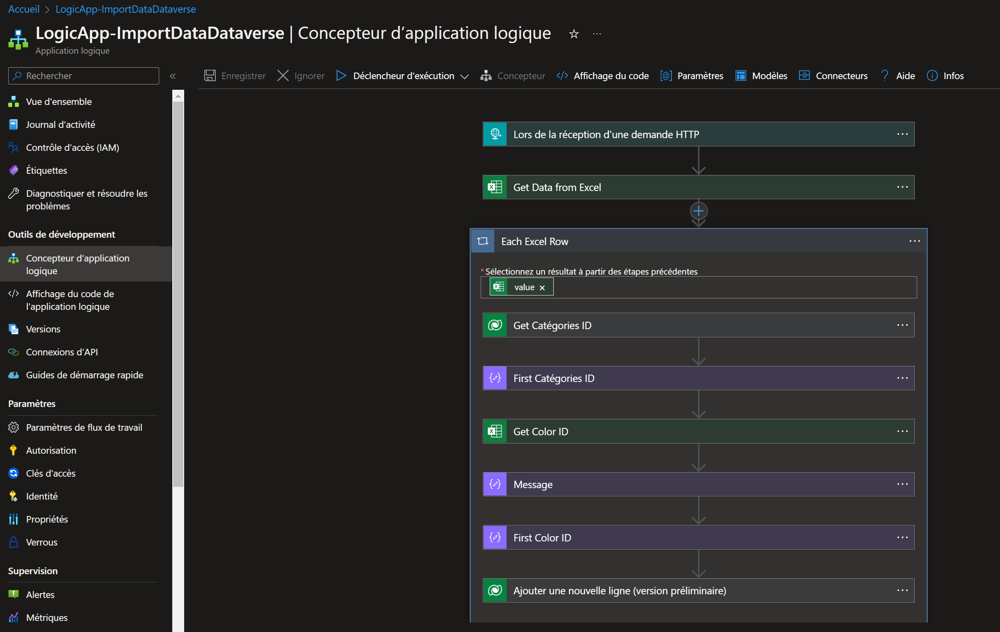 Accueil > LogicApp-ImportDataDataverse
LogicApp-ImportDataDataverse | Concepteur d’application logique
Application logique
Rechercher
Enregistrer Ignorer Déclencheur d'exécution Concepteur Affichage du code Paramètres Modèles Connecteurs Aide Infos
Vue d'ensemble
Journal d’activité
Contrôle d’accès (IAM)
Étiquettes
Diagnostiquer et résoudre les
problèmes
Outils de développement
Concepteur d’application
logique
Affichage du code de
l’application logique
Versions
Connexions d’API
Guides de démarrage rapide
Paramètres
Paramètres de flux de travail
Autorisation
Clés d'accès
Identité
Propriétés
Verrous
Supervision
Alertes
Métriques
Lors de la réception d'une demande HTTP
Get Data from Excel
Each Excel Row
* Sélectionnez un résultat à partir des étapes précédentes
value
Get Catégories ID
First Catégories ID
Get Color ID
Message
First Color ID
Ajouter une nouvelle ligne (version préliminaire)